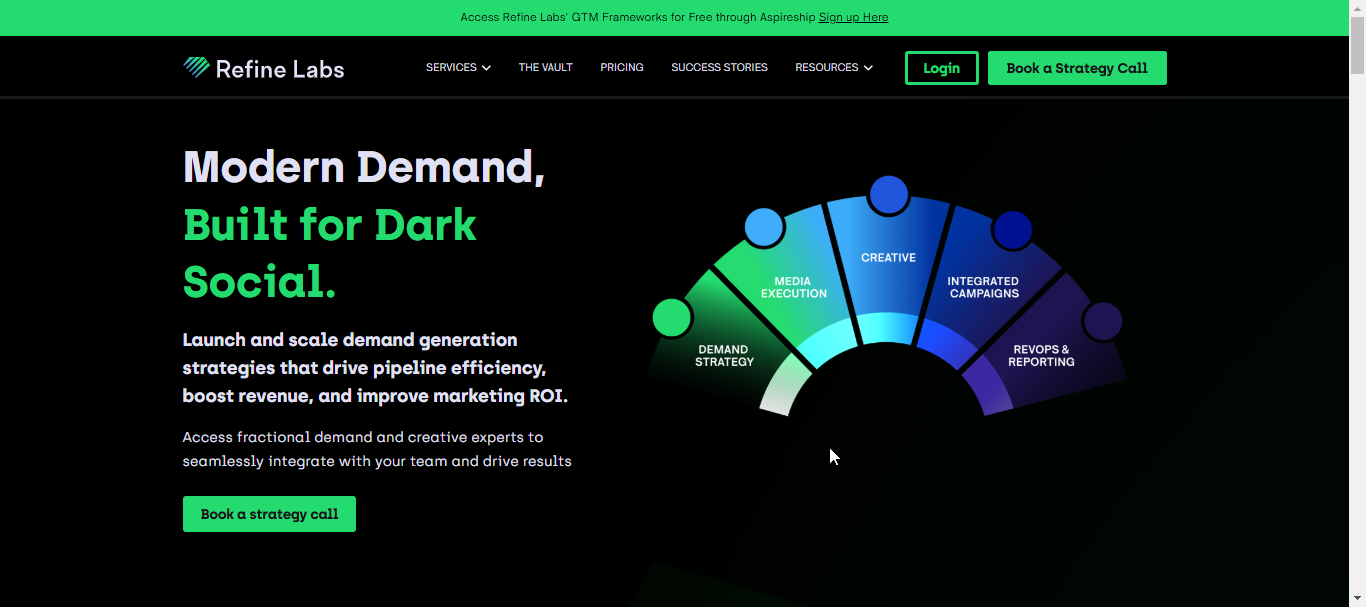 Access Refine Labs' GTM Frameworks for Free through Aspireship Sign up Here
Refine Labs
SERVICES
THE VAULT
PRICING
SUCCESS STORIES
RESOURCES
Login
Book a Strategy Call
Modern Demand,
Built for Dark
Social.
Launch and scale demand generation
strategies that drive pipeline efficiency,
boost revenue, and improve marketing ROI.
Access fractional demand and creative experts to
seamlessly integrate with your team and drive results
Book a strategy call
DEMAND
STRATEGY
MEDIA
EXECUTION
CREATIVE
INTEGRATED
CAMPAIGNS
REVOPS &
REPORTING